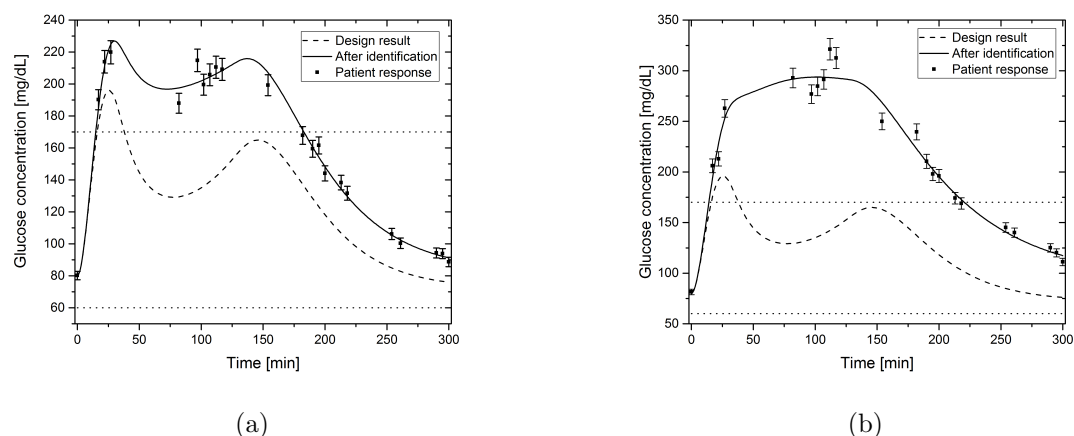 Glucose concentration [mg/dL]
240
220
200
180
160
140
120
100
80
60
0
50
100
150
200
250
300
Time [min]
Design result
After identification
Patient response
(a)
Glucose concentration [mg/dL]
350
300
250
200
150
100
50
0
50
100
150
200
250
300
Time [min]
Design result
After identification
Patient response
(b)